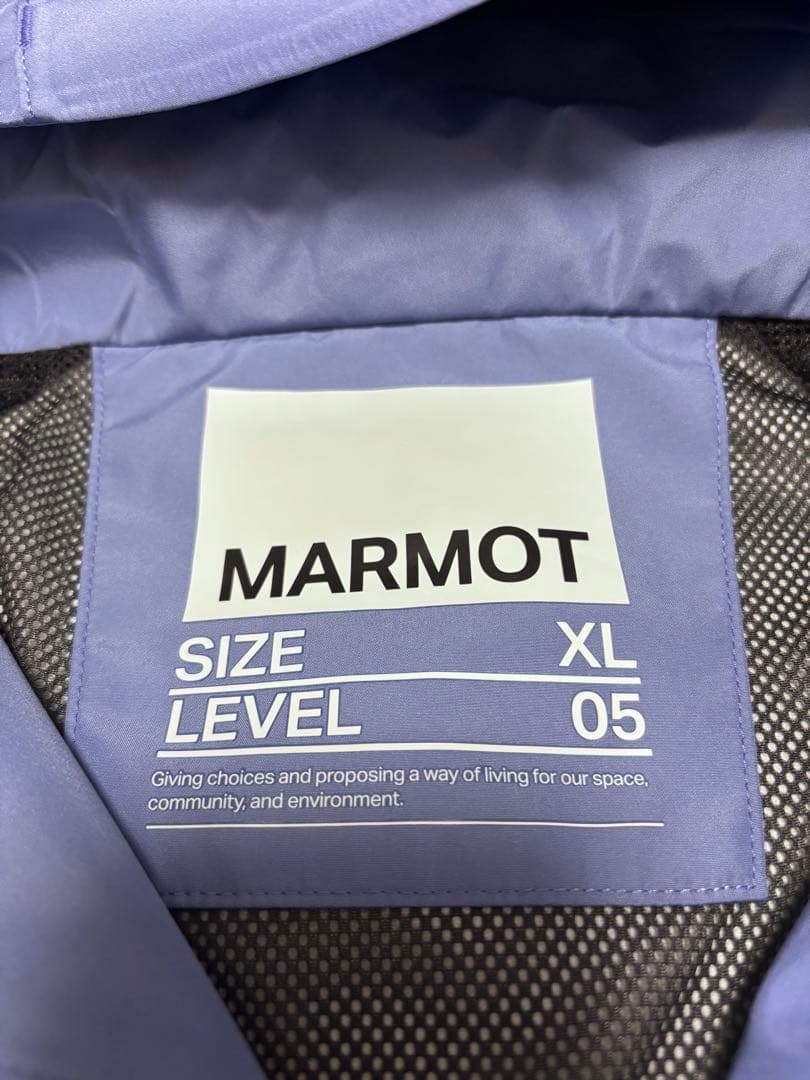 MARMOT
SIZE XL
LEVEL 05
Giving choices and proposing a way of living for our space,
community, and environment.